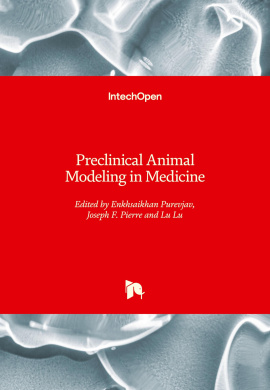 IntechOpen
Preclinical Animal
Modeling in Medicine
Edited by Enkhsaikhan Purevjav,
Joseph F. Pierre and Lu Lu